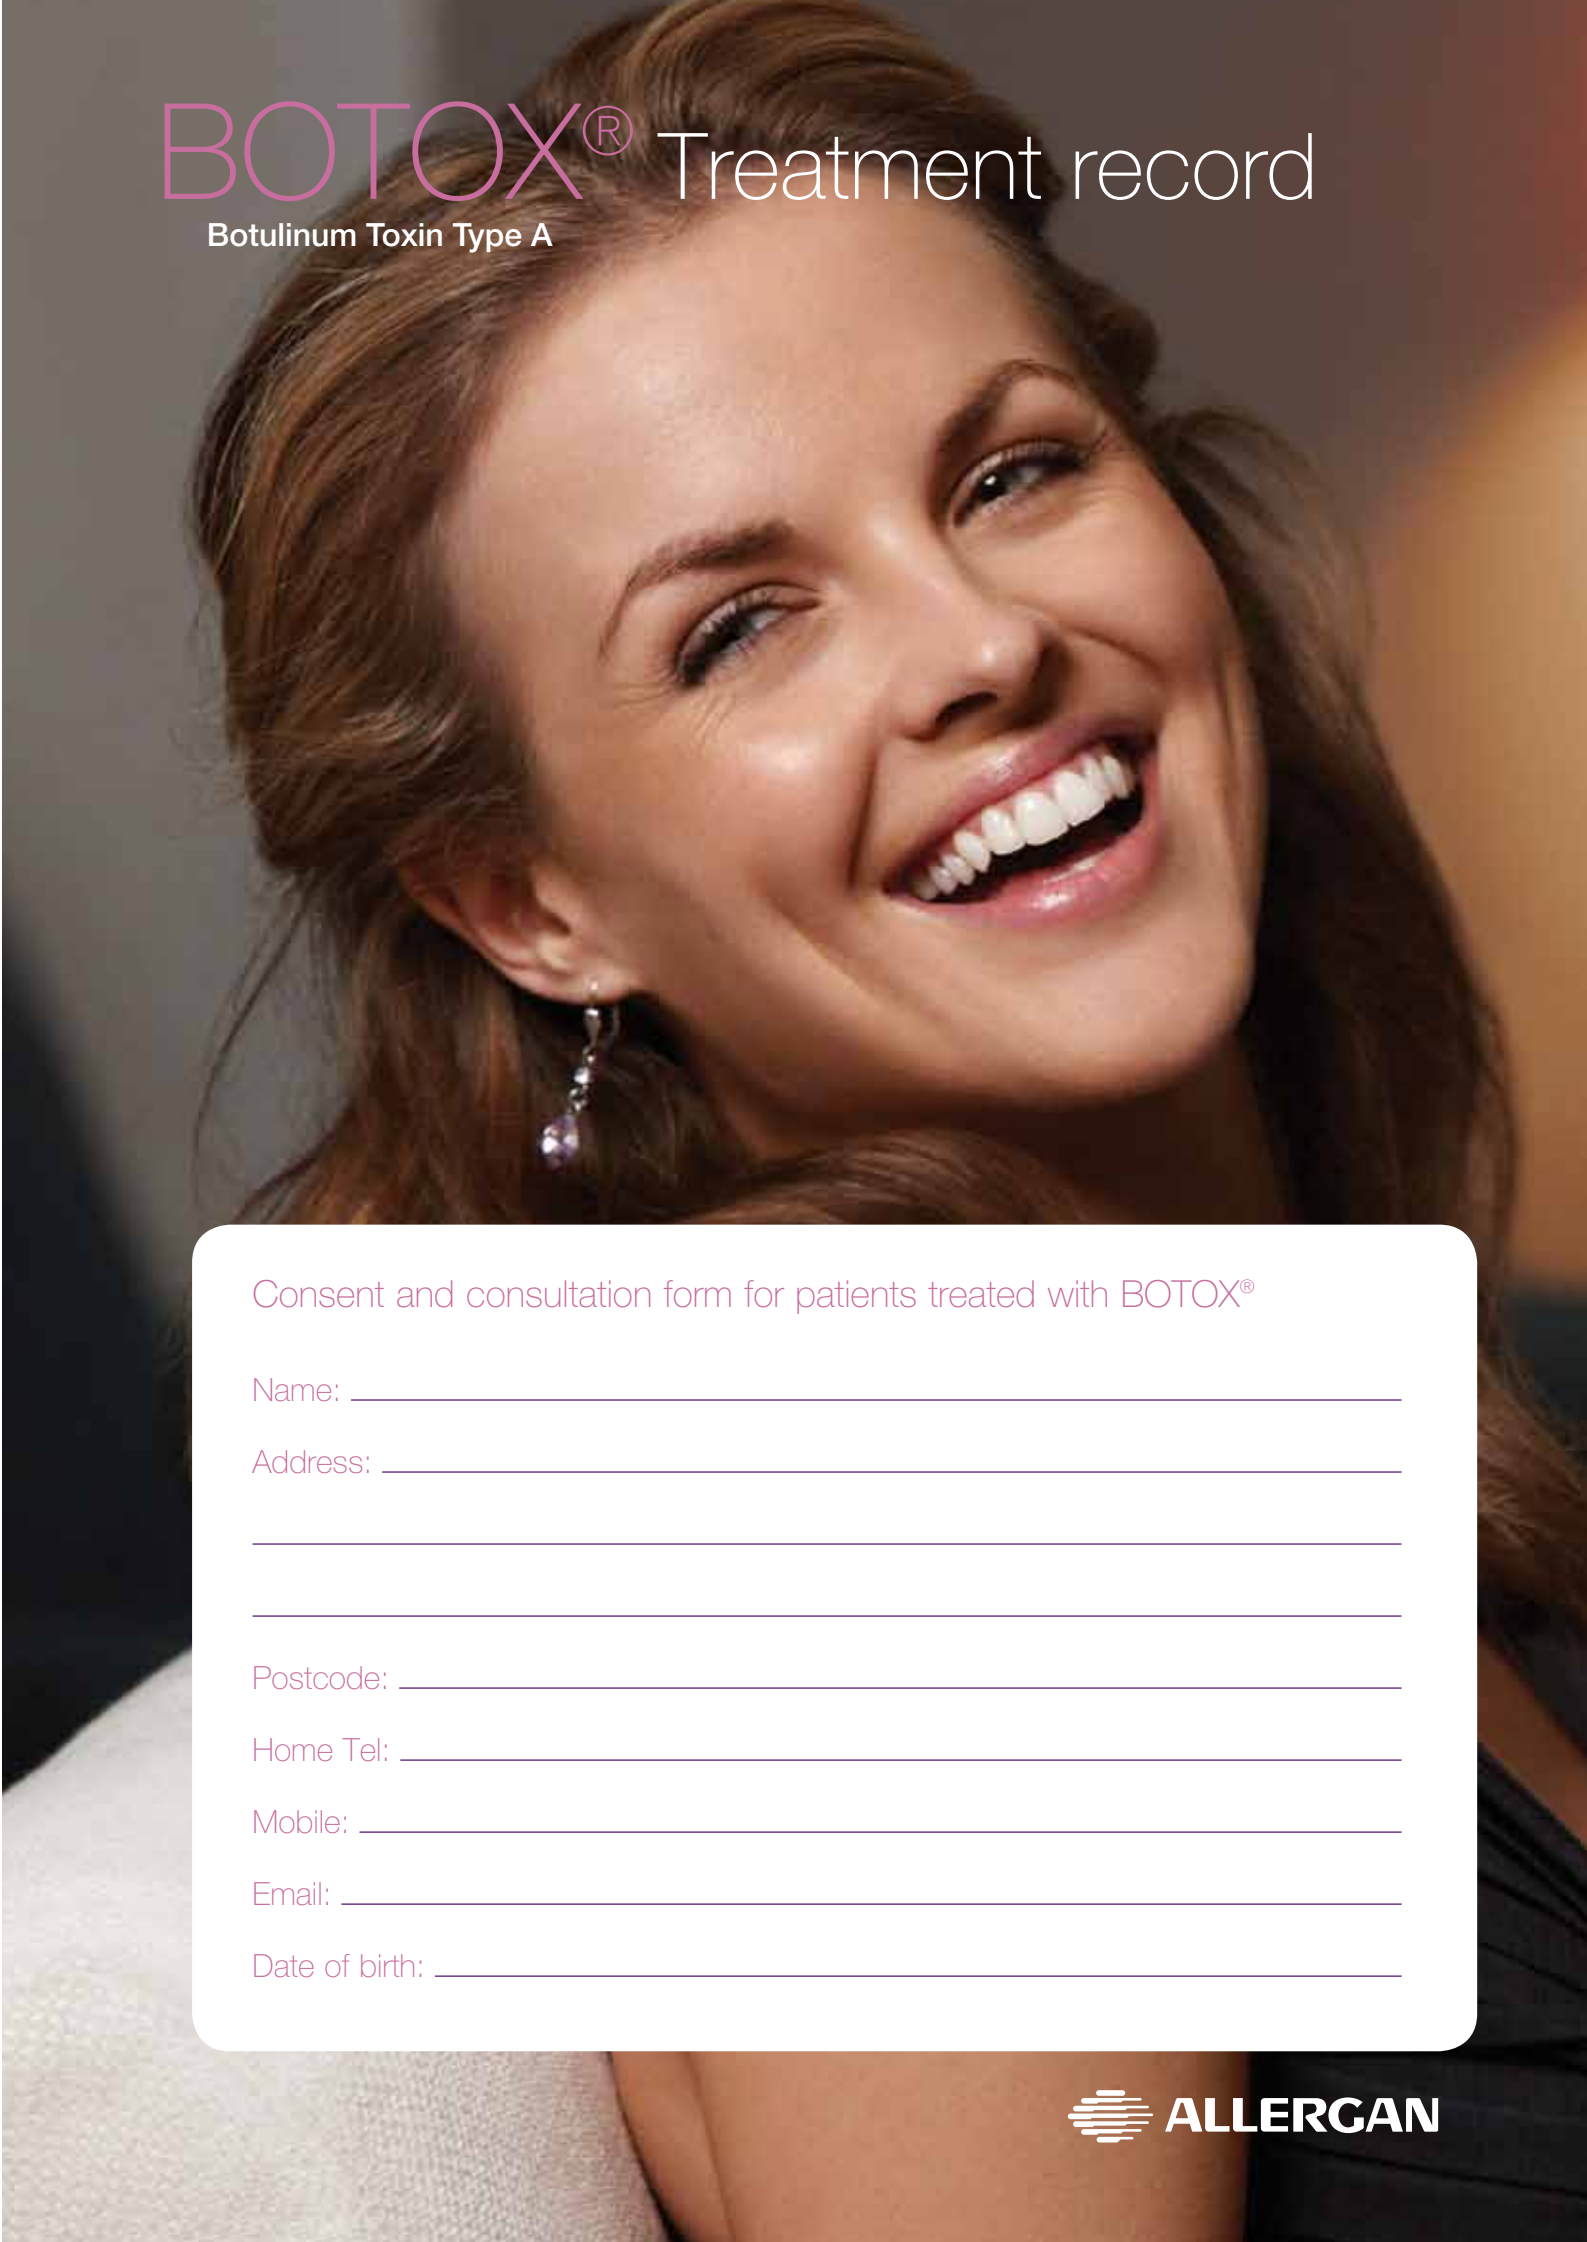 BOTOX® Treatment record
Botulinum Toxin Type A
Consent and consultation form for patients treated with BOTOX®
Name:
Address:
Postcode:
Home Tel:
Mobile:
Email:
Date of birth:
ALLERGAN